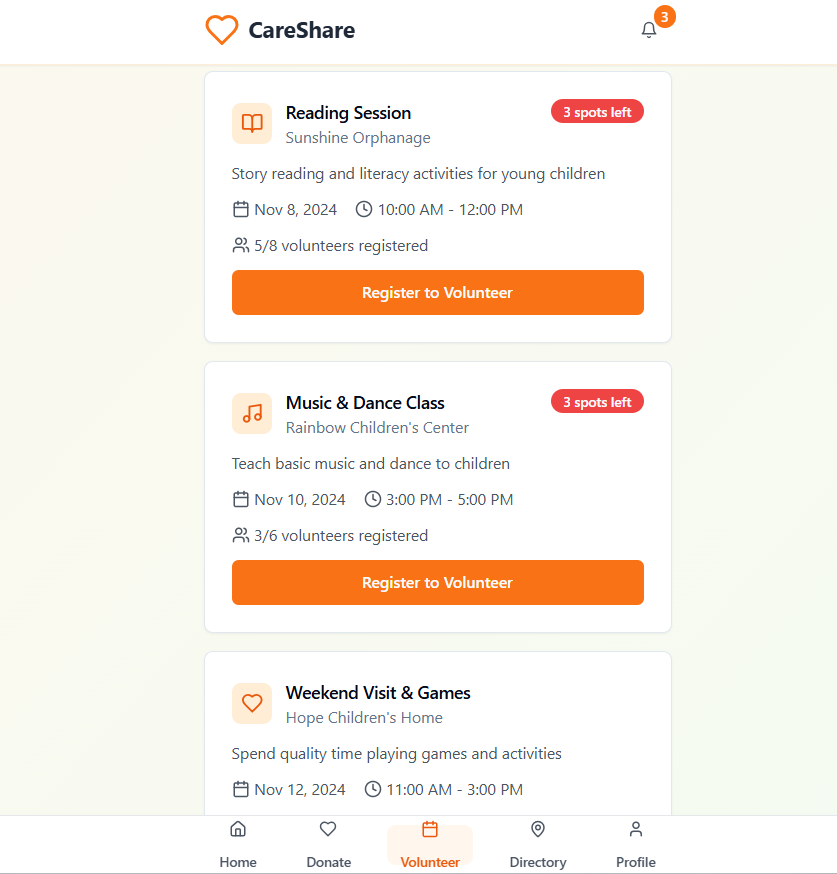 CareShare
3
Reading Session
3 spots left
Sunshine Orphanage
Story reading and literacy activities for young children
Nov 8, 2024 10:00 AM - 12:00 PM
5/8 volunteers registered
Register to Volunteer
Music & Dance Class
3 spots left
Rainbow Children's Center
Teach basic music and dance to children
Nov 10, 2024 3:00 PM - 5:00 PM
3/6 volunteers registered
Register to Volunteer
Weekend Visit & Games
Hope Children's Home
Spend quality time playing games and activities
Nov 12, 2024 11:00 AM - 3:00 PM
Home Donate Volunteer Directory Profile